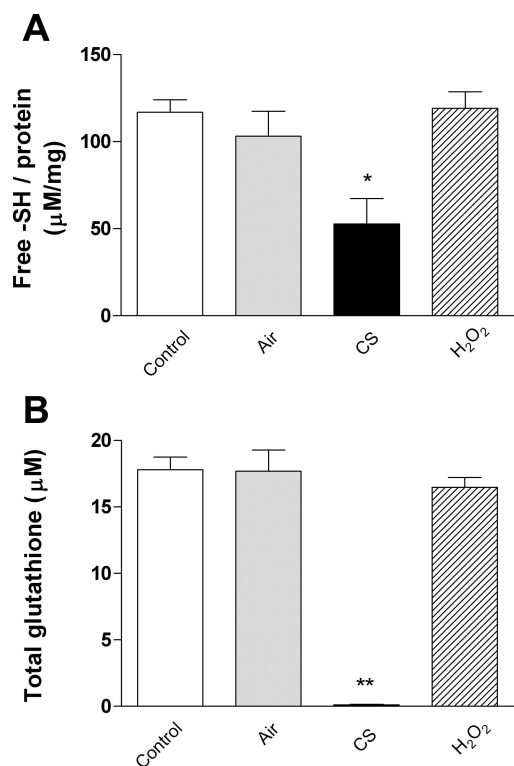 A
Free -SH / protein
(μM/mg)
150
100
50
0
*
Control
Air
CS
H₂O₂
B
Total glutathione ( μM)
20
15
10
5
0
**
Control
Air
CS
H₂O₂